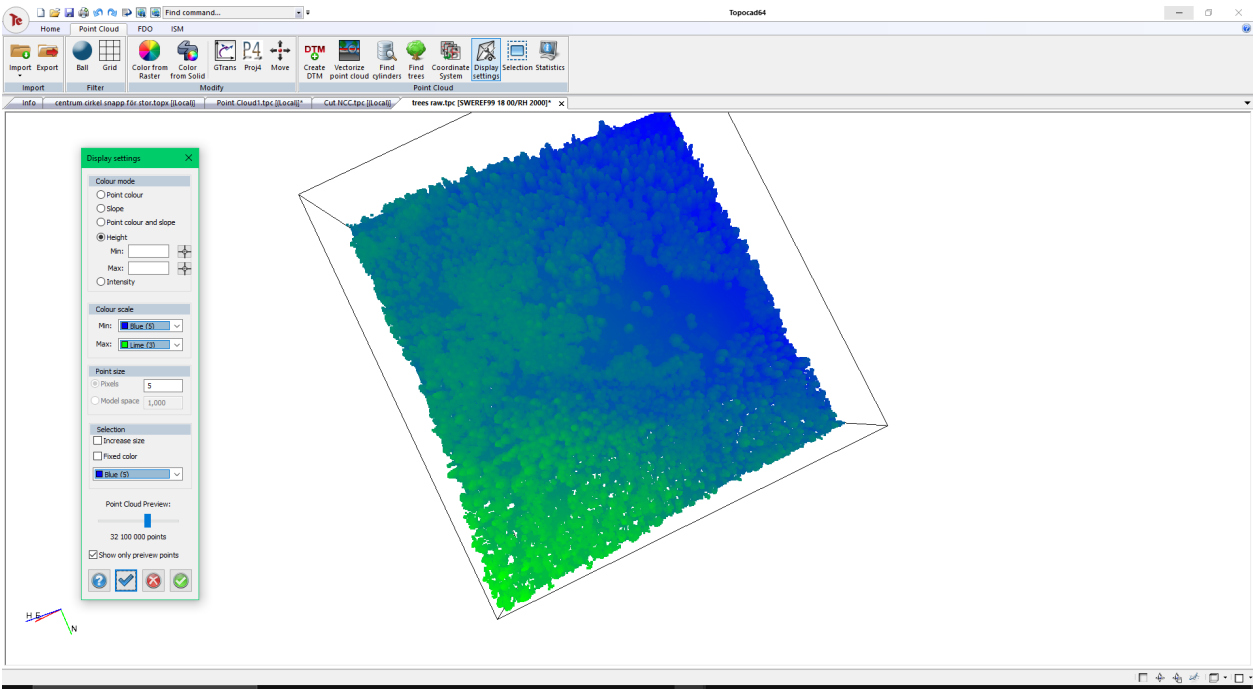 Te
Find command...
Topocad64
Home Point Cloud FDO ISM
Import Export Ball Grid Color from Raster Color from Solid GTrans Proj4 Move DTM Create DTM Vectorize point cloud Find cylinders Find trees Coordinate System Display settings Selection Statistics
P4
Import Filter Modify Point Cloud
Info centrum cirkel snapp för stor.topx [(Local)] Point Cloud1.tpc [(Local)]* Cut NCC.tpc [(Local)] trees raw.tpc [SWEREF99 18 00/RH 2000]* x
Display settings
Colour mode
Point colour
Slope
Point colour and slope
Height
Min:
Max:
Intensity
Colour scale
Min: Blue (5)
Max: Lime (3)
Point size
Pixels 5
Model space 1,000
Selection
Increase size
Fixed color
Blue (5)
Point Cloud Preview:
32 100 000 points
Show only preivew points
H E
N